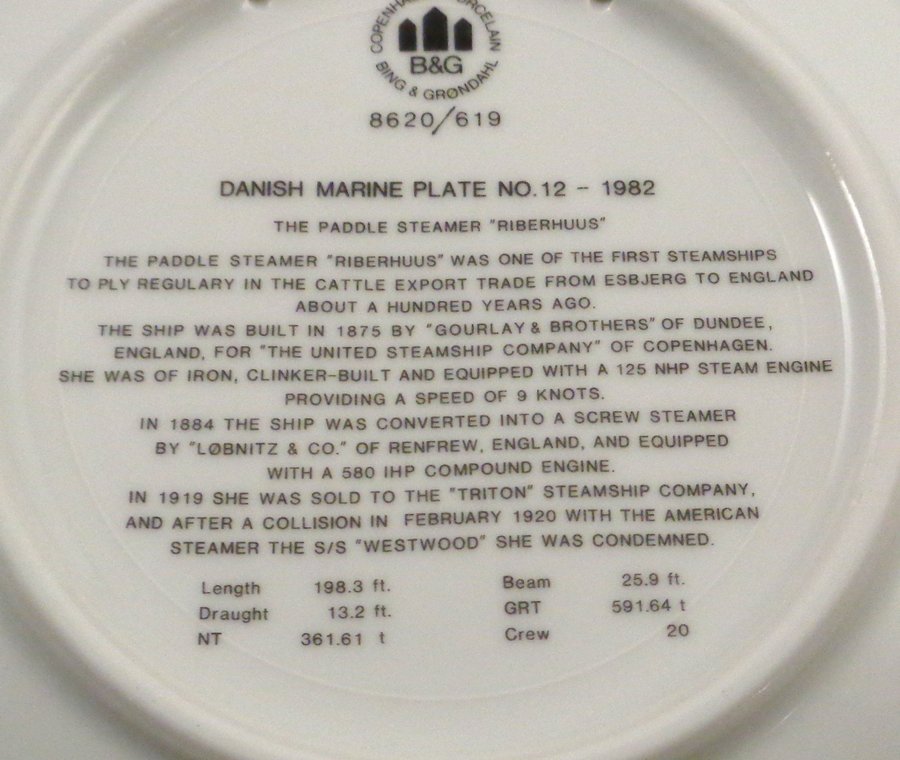 COPENHA RCELAIN
B&G
BING & GRØNDAHL
8620/619
DANISH MARINE PLATE NO.12 - 1982
THE PADDLE STEAMER "RIBERHUUS"
THE PADDLE STEAMER "RIBERHUUS" WAS ONE OF THE FIRST STEAMSHIPS
TO PLY REGULARY IN THE CATTLE EXPORT TRADE FROM ESBJERG TO ENGLAND
ABOUT A HUNDRED YEARS AGO.
THE SHIP WAS BUILT IN 1875 BY "GOURLAY & BROTHERS" OF DUNDEE,
ENGLAND, FOR "THE UNITED STEAMSHIP COMPANY" OF COPENHAGEN.
SHE WAS OF IRON, CLINKER-BUILT AND EQUIPPED WITH A 125 NHP STEAM ENGINE
PROVIDING A SPEED OF 9 KNOTS.
IN 1884 THE SHIP WAS CONVERTED INTO A SCREW STEAMER
BY "LØBNITZ & CO." OF RENFREW, ENGLAND, AND EQUIPPED
WITH A 580 IHP COMPOUND ENGINE.
IN 1919 SHE WAS SOLD TO THE "TRITON" STEAMSHIP COMPANY,
AND AFTER A COLLISION IN FEBRUARY 1920 WITH THE AMERICAN
STEAMER THE S/S "WESTWOOD" SHE WAS CONDEMNED.
Length 198.3 ft. Beam 25.9 ft.
Draught 13.2 ft. GRT 591.64 t
NT 361.61 t Crew 20